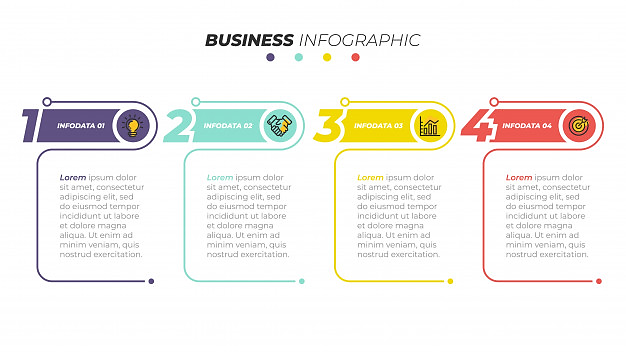 BUSINESS INFOGRAPHIC
1 INFODATA 01
Lorem ipsum dolor
sit amet, consectetur
adipiscing elit, sed
do eiusmod tempor
incididunt ut labore
et dolore magna
aliqua. Ut enim ad
minim veniam, quis
nostrud exercitation.
2 INFODATA 02
Lorem ipsum dolor
sit amet, consectetur
adipiscing elit, sed
do eiusmod tempor
incididunt ut labore
et dolore magna
aliqua. Ut enim ad
minim veniam, quis
nostrud exercitation.
3 INFODATA 03
Lorem ipsum dolor
sit amet, consectetur
adipiscing elit, sed
do eiusmod tempor
incididunt ut labore
et dolore magna
aliqua. Ut enim ad
minim veniam, quis
nostrud exercitation.
4 INFODATA 04
Lorem ipsum dolor
sit amet, consectetur
adipiscing elit, sed
do eiusmod tempor
incididunt ut labore
et dolore magna
aliqua. Ut enim ad
minim veniam, quis
nostrud exercitation.